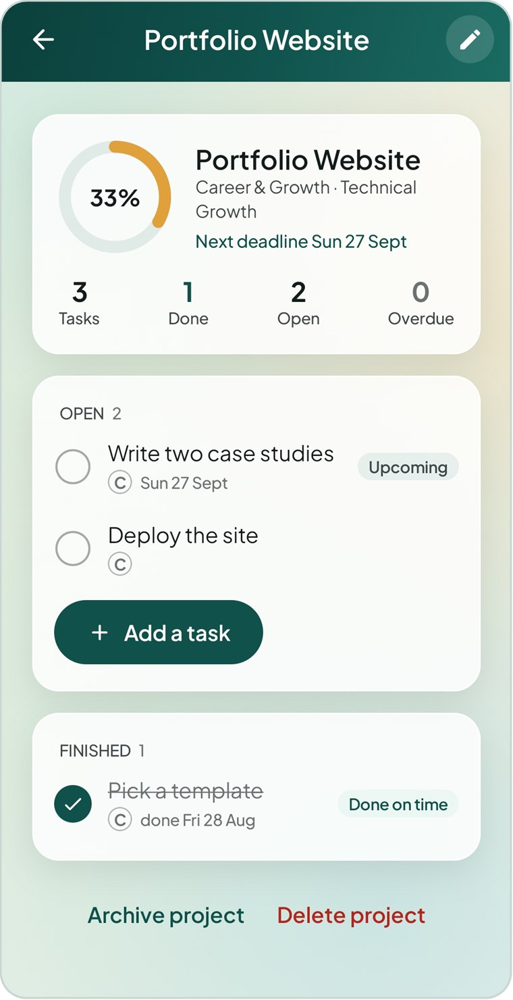 Portfolio Website
33%
Portfolio Website
Career & Growth · Technical
Growth
Next deadline Sun 27 Sept
3 1 2 0
Tasks Done Open Overdue
OPEN 2
Write two case studies
Upcoming
C Sun 27 Sept
Deploy the site
C
+ Add a task
FINISHED 1
Pick a template
Done on time
C done Fri 28 Aug
Archive project Delete project